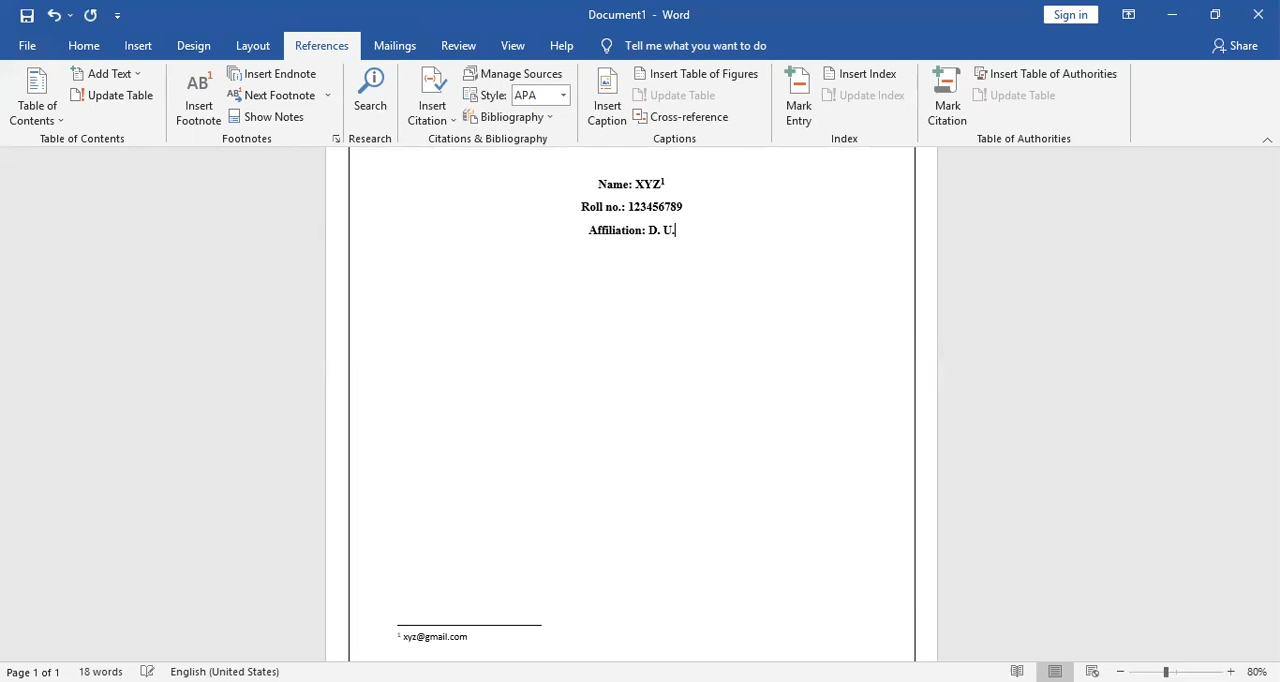 Document1 - Word
Sign in
File Home Insert Design Layout References Mailings Review View Help Tell me what you want to do Share
Table of Contents
Add Text
Update Table
Table of Contents
AB1
Insert Footnote
Insert Endnote
Next Footnote
Show Notes
Footnotes
Search
Research
Insert Citation
Manage Sources
Style: APA
Bibliography
Citations & Bibliography
Insert Caption
Insert Table of Figures
Update Table
Cross-reference
Captions
Mark Entry
Insert Index
Update Index
Index
Mark Citation
Insert Table of Authorities
Update Table
Table of Authorities
Name: XYZ1
Roll no.: 123456789
Affiliation: D. U.
1 xyz@gmail.com
Page 1 of 1 18 words English (United States) 80%